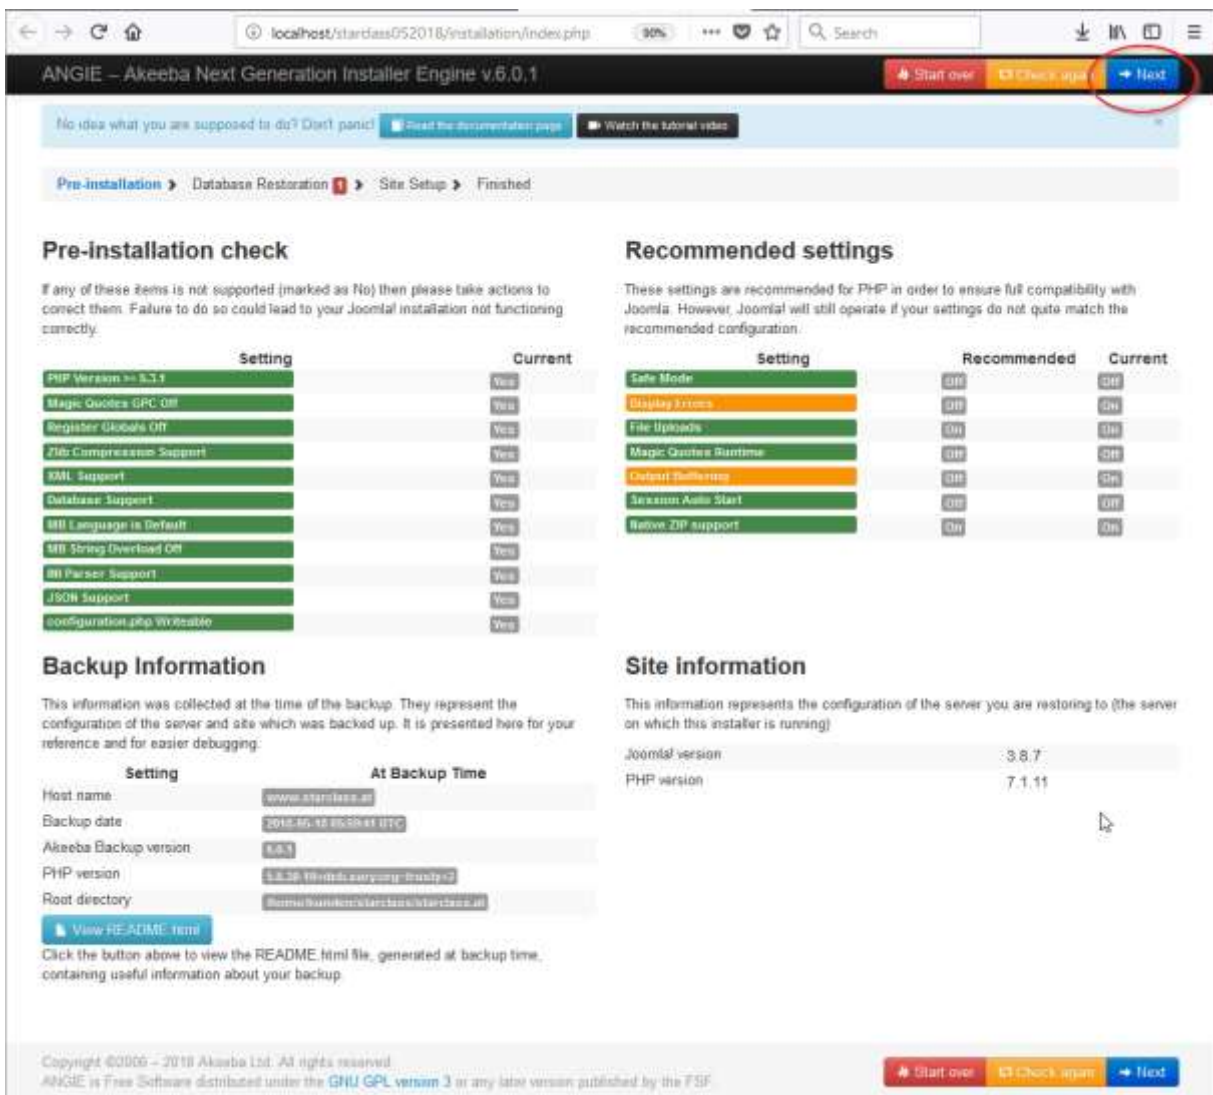 localhost/starclass052018/installation/index.php 90% Search
ANGIE – Akeeba Next Generation Installer Engine v.6.0.1 Start over Check again Next
No idea what you are supposed to do? Don't panic! Read the documentation page Watch the tutorial video
Pre-installation Database Restoration 1 Site Setup Finished
Pre-installation check
If any of these items is not supported (marked as No) then please take actions to
correct them. Failure to do so could lead to your Joomla! installation not functioning
correctly.
Setting Current
PHP Version >= 5.3.1 Yes
Magic Quotes GPC Off Yes
Register Globals Off Yes
Zlib Compression Support Yes
XML Support Yes
Database Support Yes
MB Language is Default Yes
MB String Overload Off Yes
INI Parser Support Yes
JSON Support Yes
configuration.php Writeable Yes
Recommended settings
These settings are recommended for PHP in order to ensure full compatibility with
Joomla. However, Joomla! will still operate if your settings do not quite match the
recommended configuration.
Setting Recommended Current
Safe Mode Off Off
Display Errors Off On
File Uploads On On
Magic Quotes Runtime Off Off
Output Buffering Off On
Session Auto Start Off Off
Native ZIP support On On
Backup Information
This information was collected at the time of the backup. They represent the
configuration of the server and site which was backed up. It is presented here for your
reference and for easier debugging.
Setting At Backup Time
Host name www.starclass.at
Backup date
Akeeba Backup version
PHP version
Root directory
View README.html
Click the button above to view the README.html file, generated at backup time,
containing useful information about your backup.
Site information
This information represents the configuration of the server you are restoring to (the server
on which this installer is running)
Joomla! version 3.8.7
PHP version 7.1.11
Copyright ©2006 – 2018 Akeeba Ltd. All rights reserved.
ANGIE is Free Software distributed under the GNU GPL version 3 or any later version published by the FSF.
Start over Check again Next